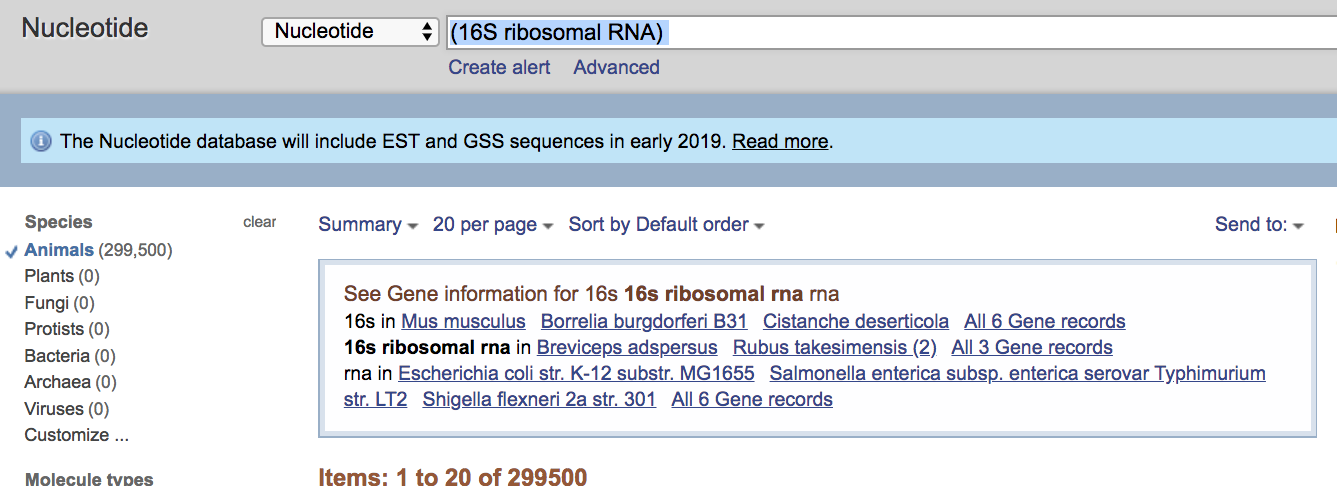 Nucleotide
Nucleotide
(16S ribosomal RNA)
Create alert Advanced
The Nucleotide database will include EST and GSS sequences in early 2019. Read more.
Species clear
Animals (299,500)
Plants (0)
Fungi (0)
Protists (0)
Bacteria (0)
Archaea (0)
Viruses (0)
Customize ...
Molecule types
Summary 20 per page Sort by Default order Send to:
See Gene information for 16s 16s ribosomal rna rna
16s in Mus musculus Borrelia burgdorferi B31 Cistanche deserticola All 6 Gene records
16s ribosomal rna in Breviceps adspersus Rubus takesimensis (2) All 3 Gene records
rna in Escherichia coli str. K-12 substr. MG1655 Salmonella enterica subsp. enterica serovar Typhimurium
str. LT2 Shigella flexneri 2a str. 301 All 6 Gene records
Items: 1 to 20 of 299500